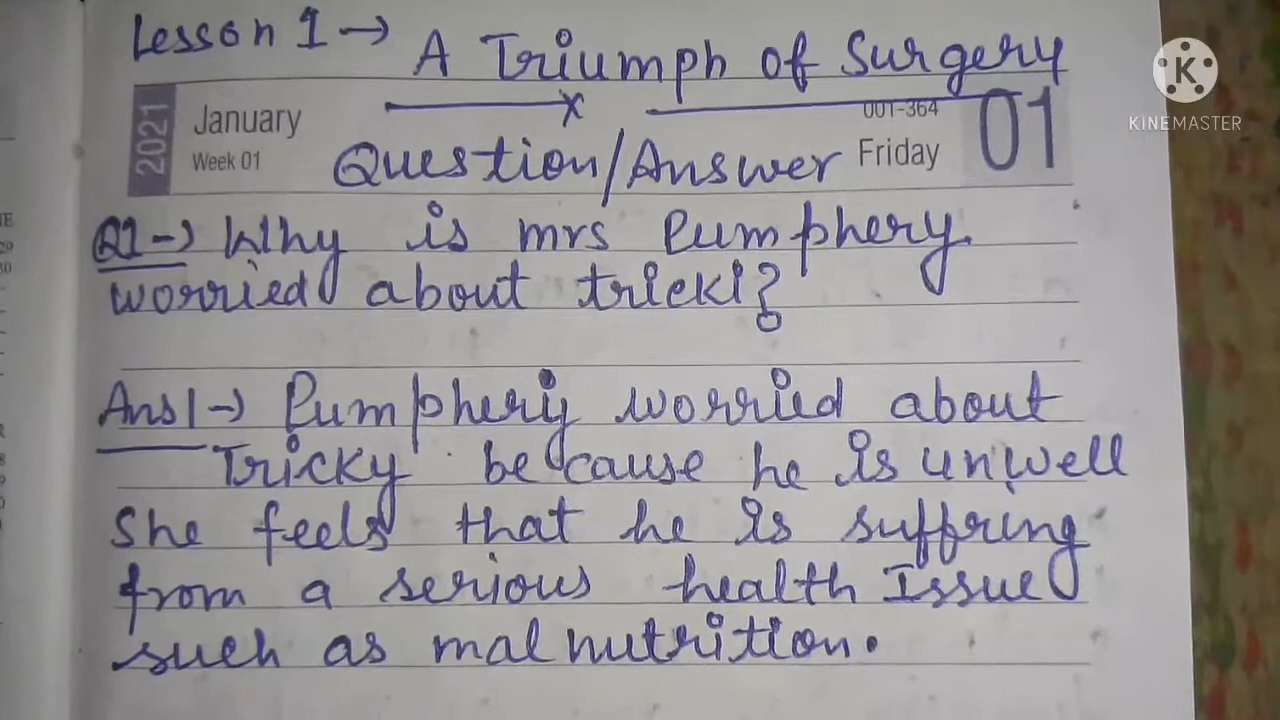 Lesson 1 → A Triumph of Surgery
2021 January 001-364 01
Week 01 Question/Answer Friday
KINEMASTER
Q1→ Why is mrs Pumphery
worried about tricki?
Ans1→ Pumphery worried about
Tricky because he is unwell
She feels that he is suffring
from a serious health Issue
such as malnutrition.